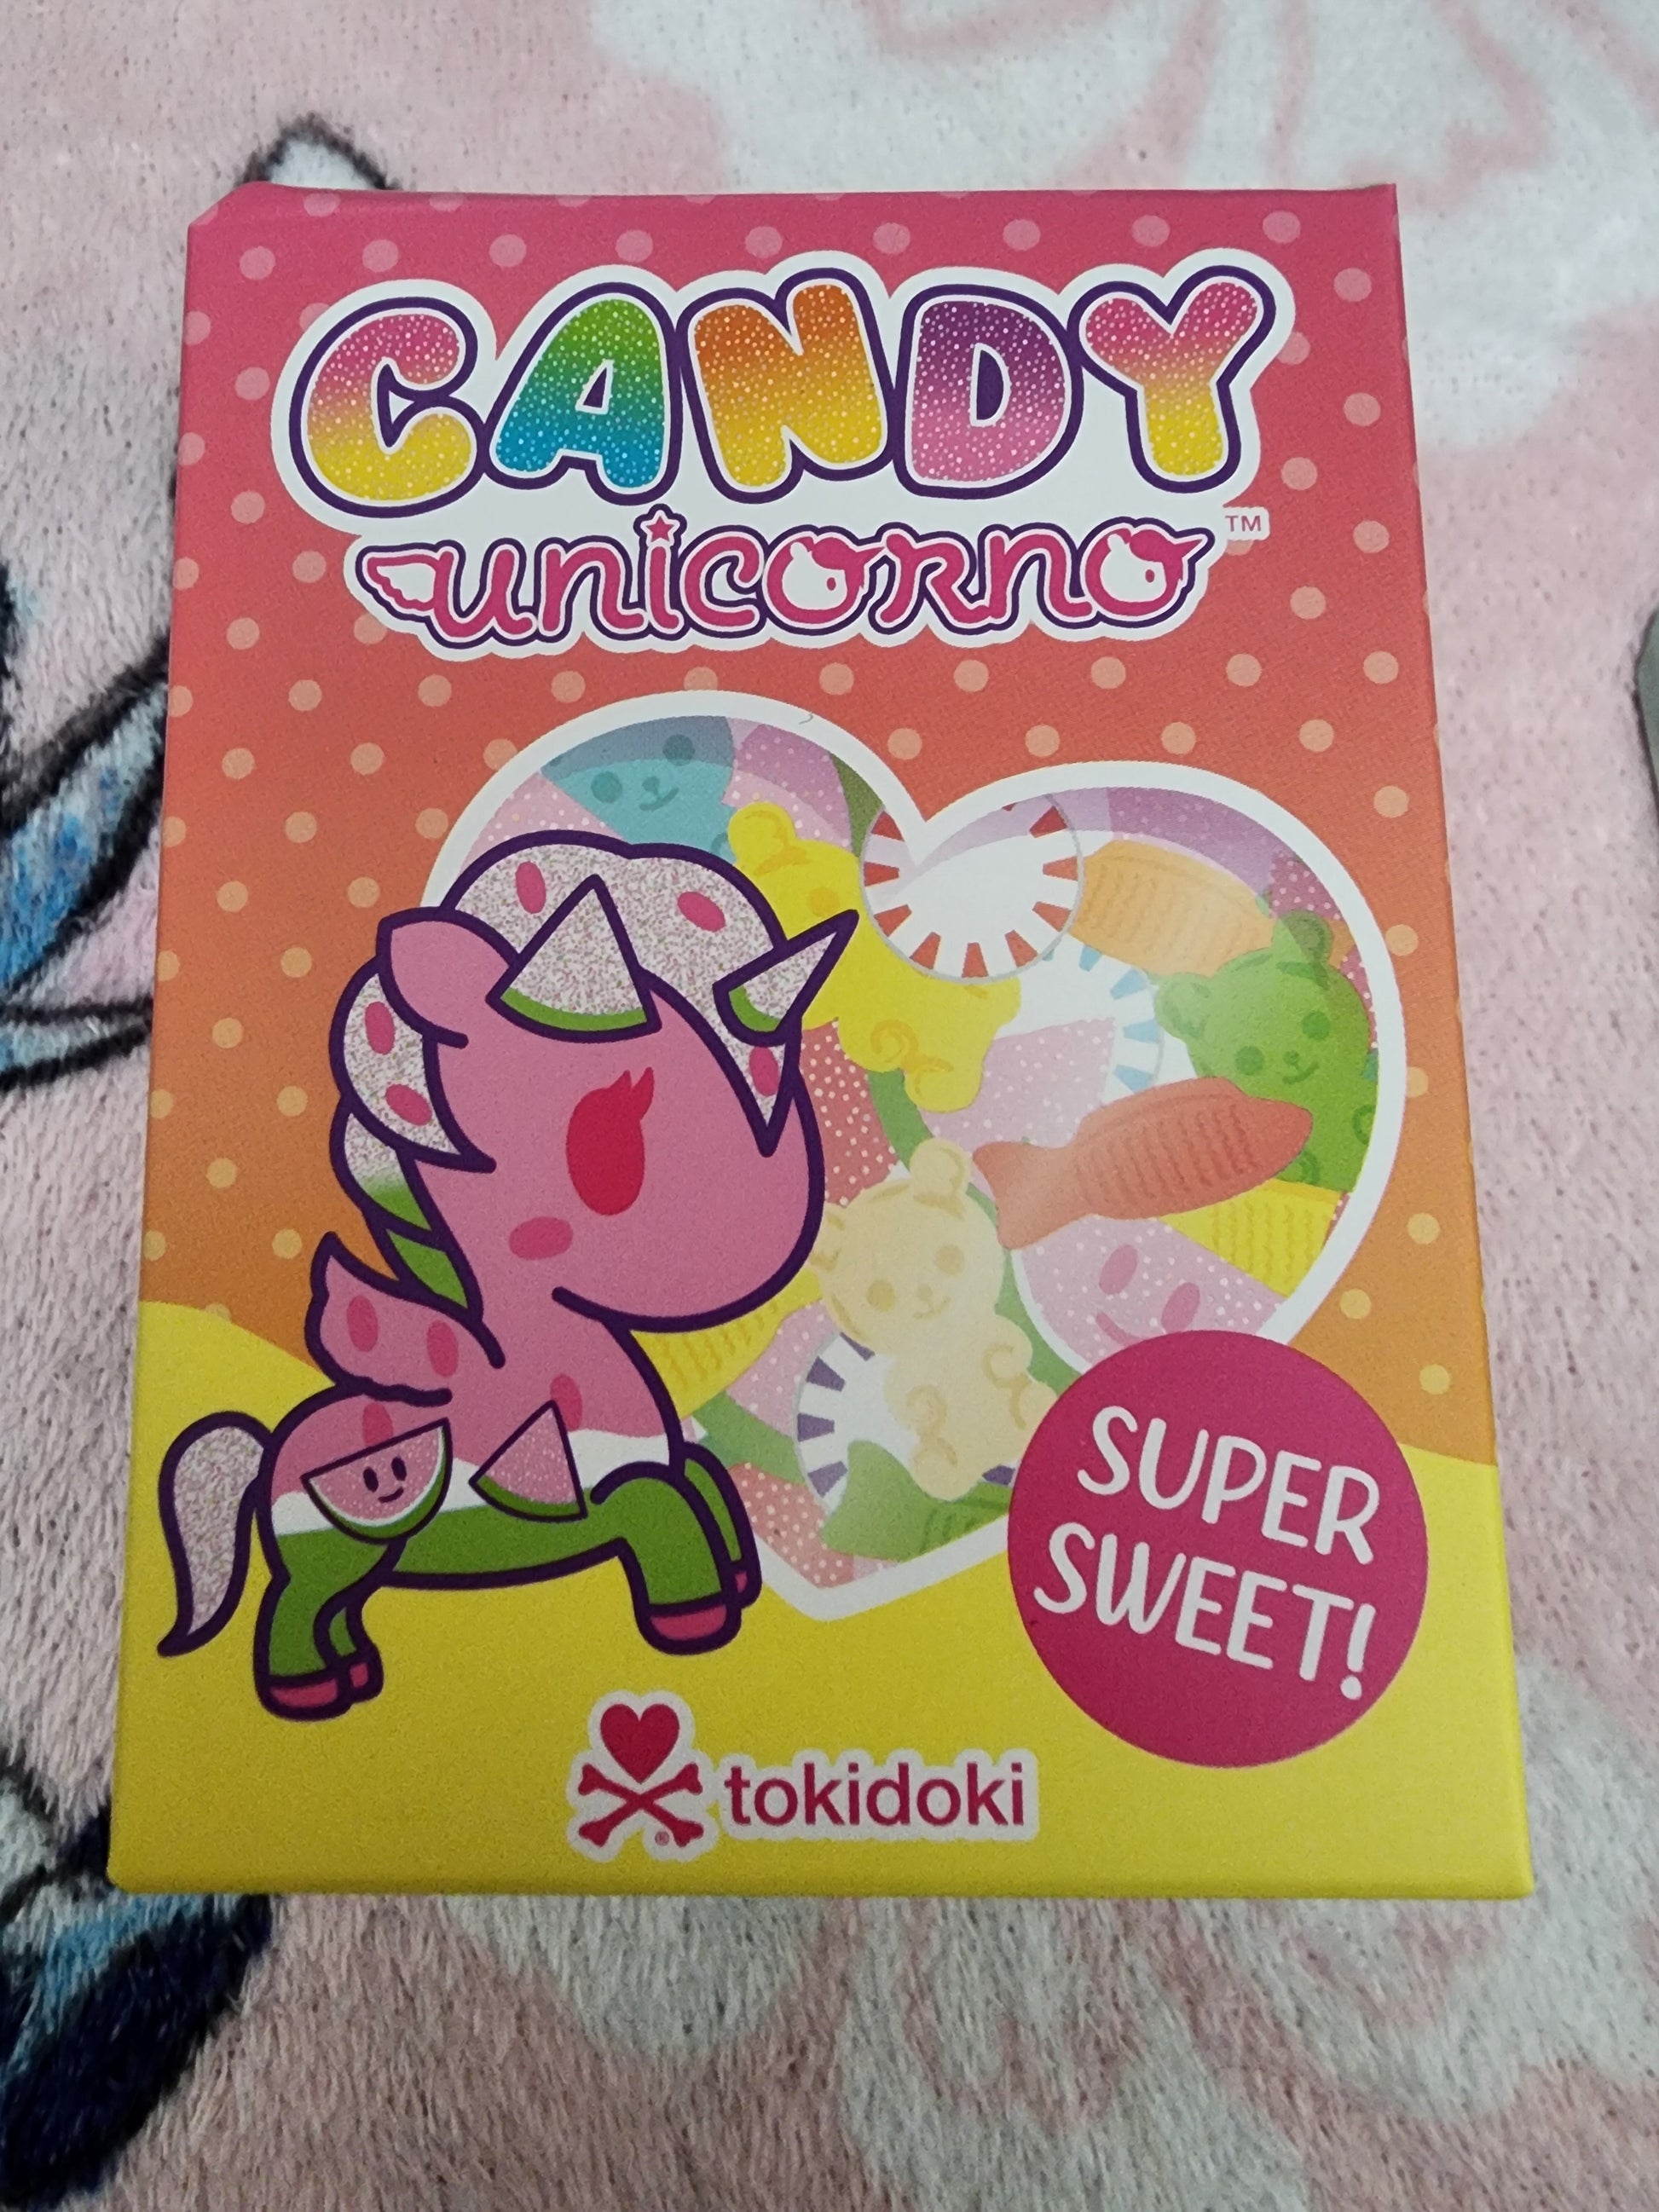 CANDY
unicorno™
SUPER
SWEET!
tokidoki
®